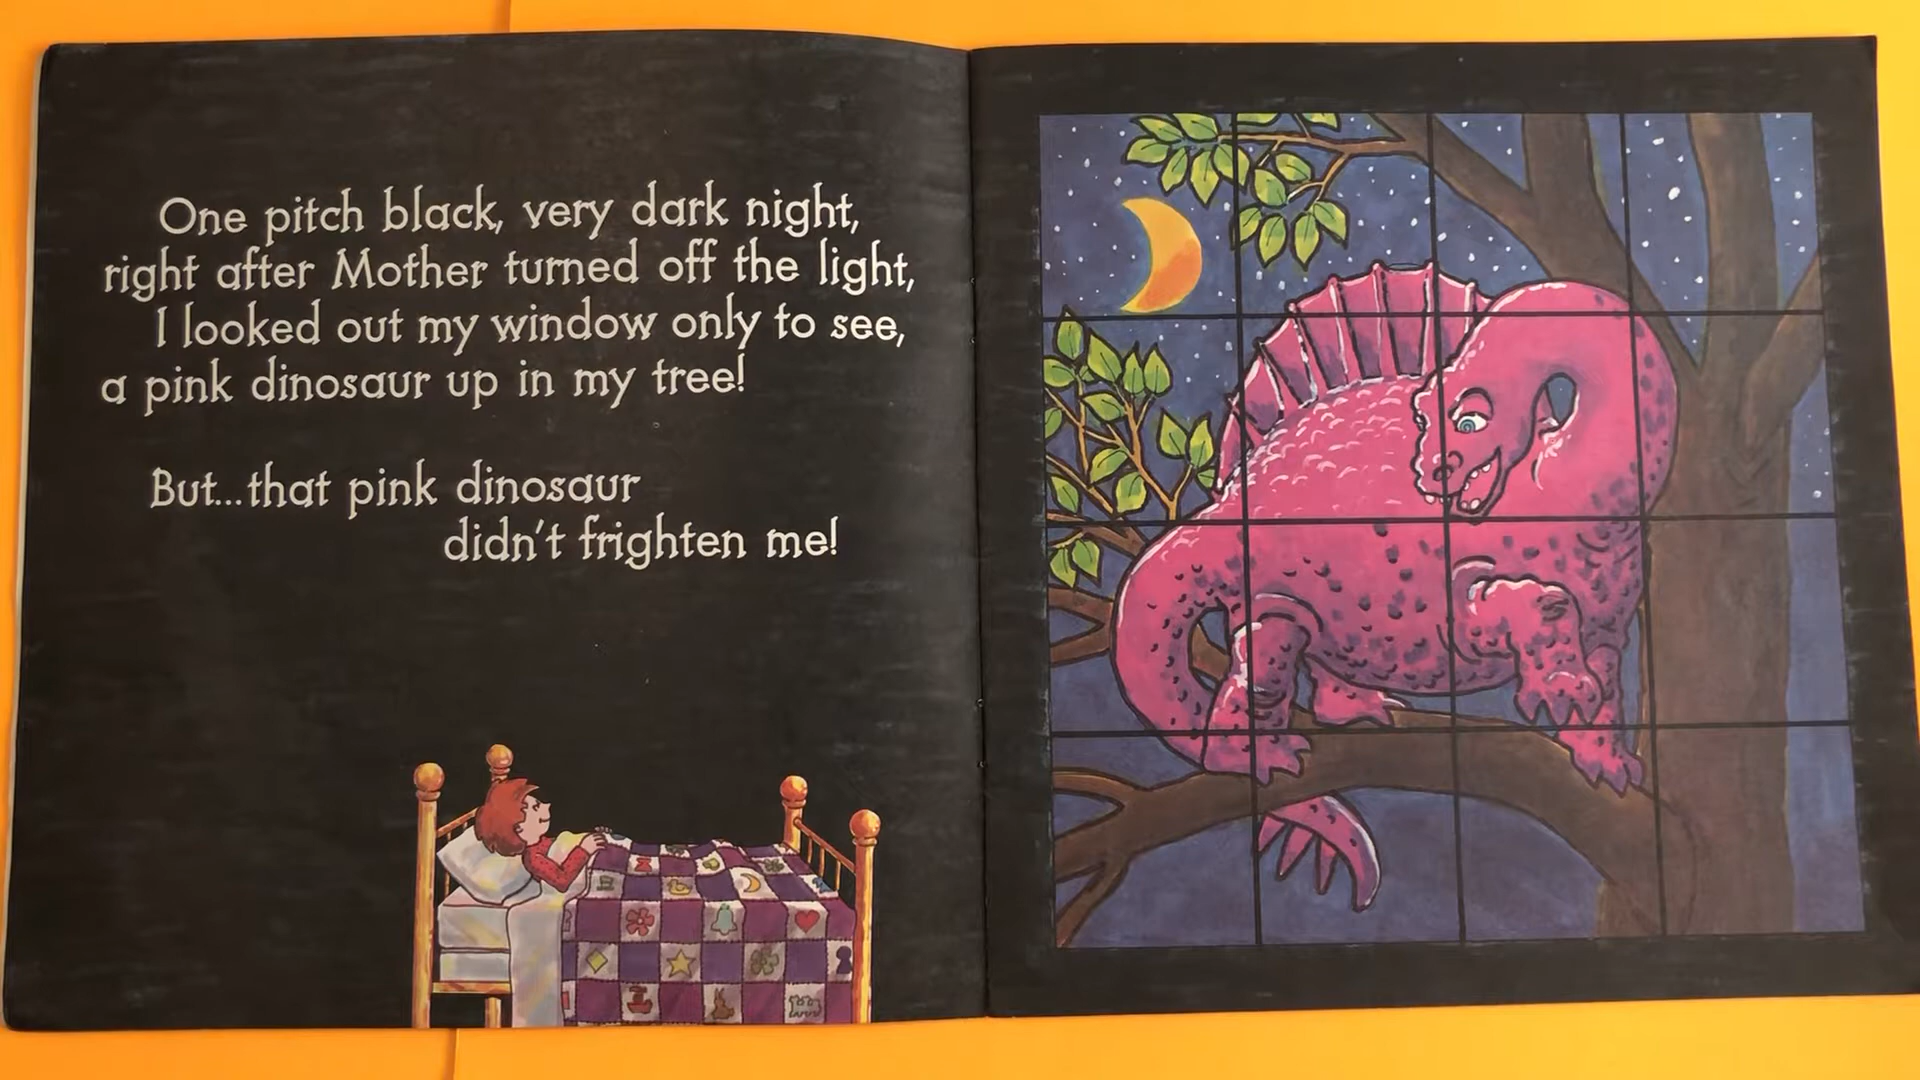 One pitch black, very dark night,
right after Mother turned off the light,
I looked out my window only to see,
a pink dinosaur up in my tree!
But...that pink dinosaur
didn't frighten me!